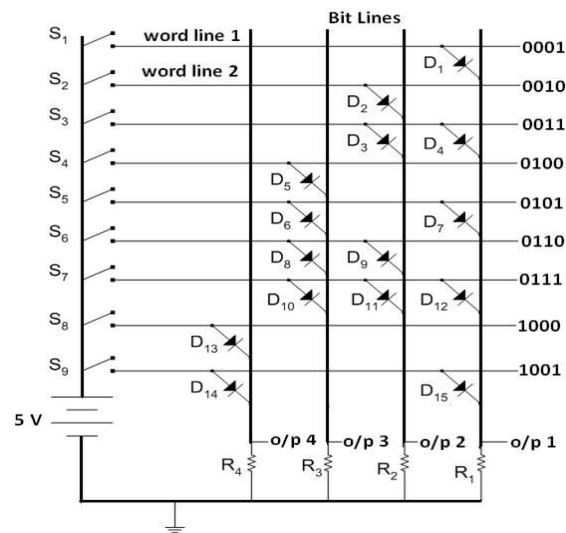 Bit Lines
S1 word line 1 D1 0001
S2 word line 2 D2 0010
S3 D3 D4 0011
S4 D5 0100
S5 D6 D7 0101
S6 D8 D9 0110
S7 D10 D11 D12 0111
S8 D13 1000
S9 D14 D15 1001
5 V
o/p 4 o/p 3 o/p 2 o/p 1
R4 R3 R2 R1